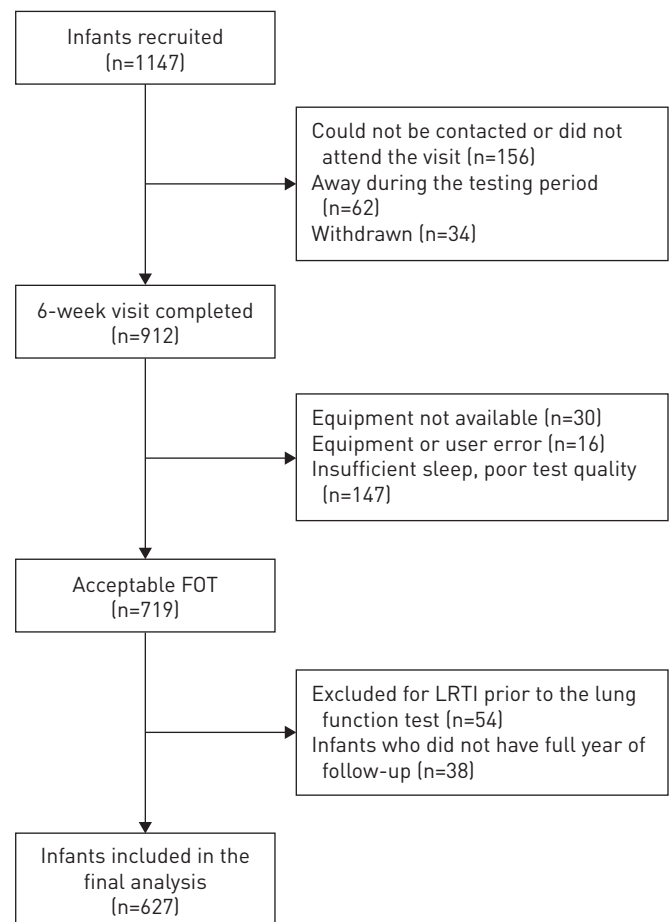 Infants recruited
(n=1147)
Could not be contacted or did not
attend the visit (n=156)
Away during the testing period
(n=62)
Withdrawn (n=34)
6-week visit completed
(n=912)
Equipment not available (n=30)
Equipment or user error (n=16)
Insufficient sleep, poor test quality
(n=147)
Acceptable FOT
(n=719)
Excluded for LRTI prior to the lung
function test (n=54)
Infants who did not have full year of
follow-up (n=38)
Infants included in the
final analysis
(n=627)